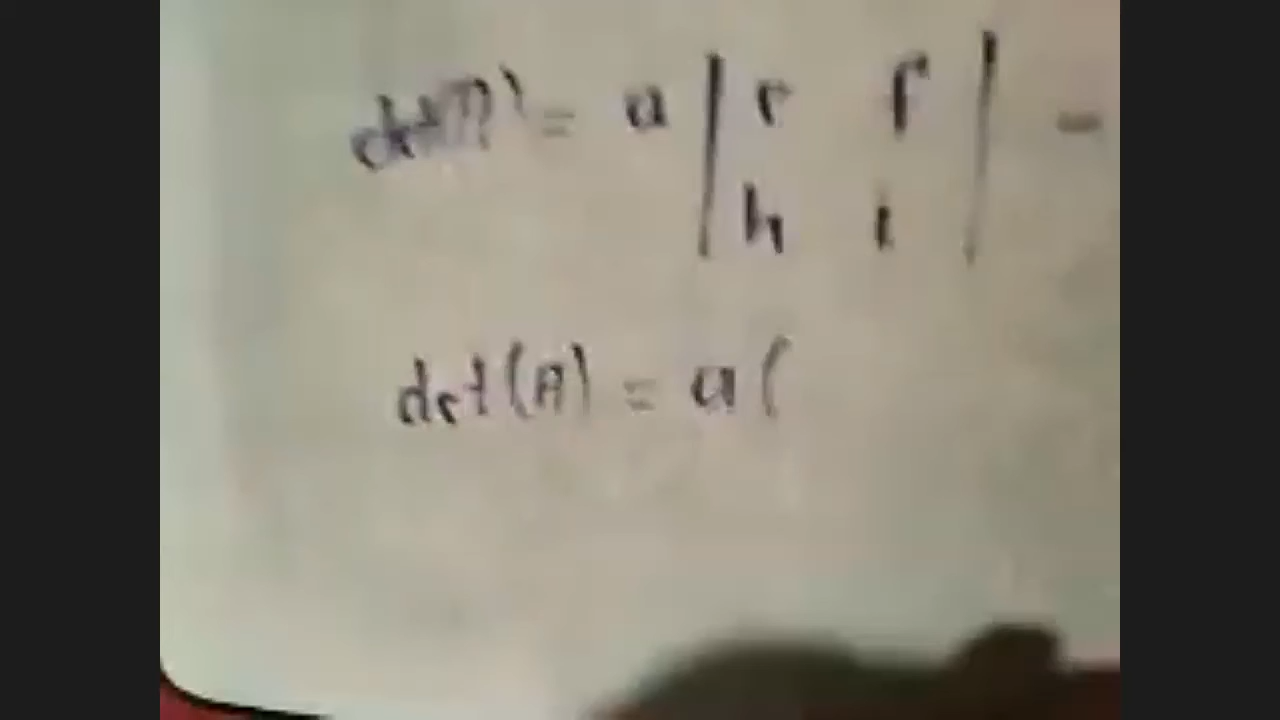 det(A) = a | e f | -
| h i |
det(A) = a(